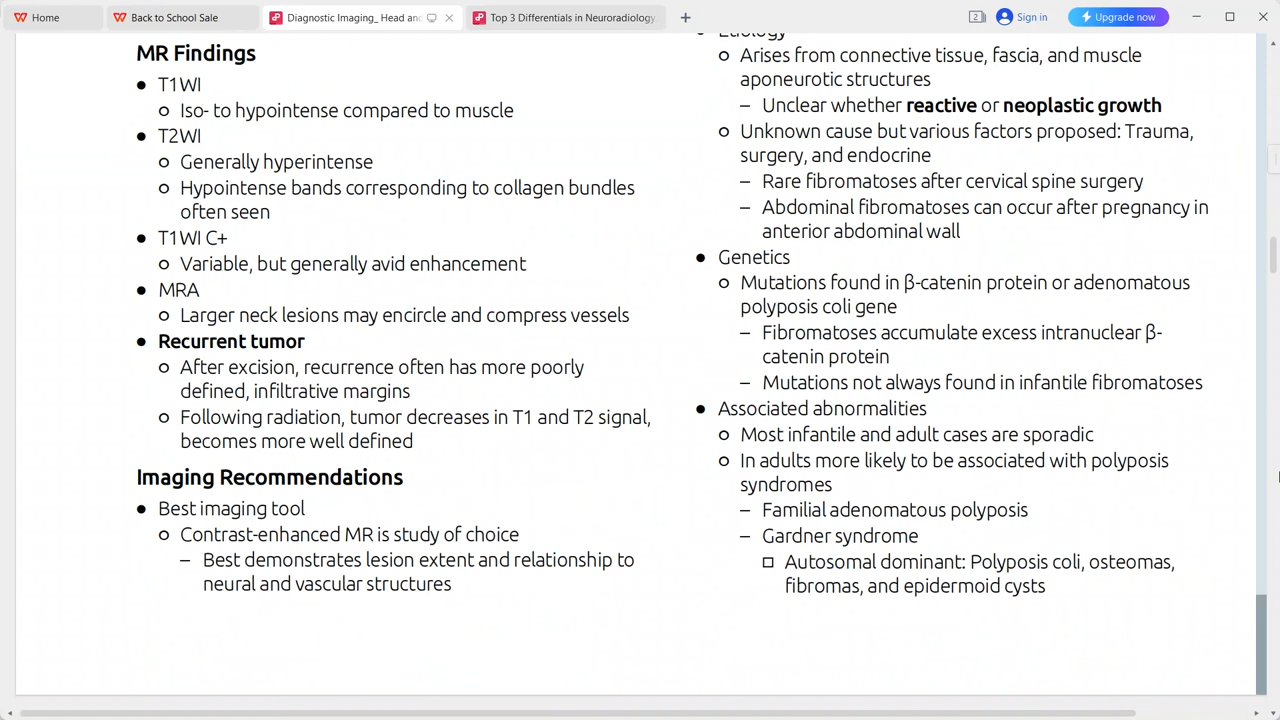 Home
Back to School Sale
Diagnostic Imaging_ Head and
Top 3 Differentials in Neuroradiology
2
Sign in
Upgrade now
MR Findings
● T1WI
o Iso- to hypointense compared to muscle
● T2WI
o Generally hyperintense
o Hypointense bands corresponding to collagen bundles
often seen
● T1WI C+
o Variable, but generally avid enhancement
● MRA
o Larger neck lesions may encircle and compress vessels
● Recurrent tumor
o After excision, recurrence often has more poorly
defined, infiltrative margins
o Following radiation, tumor decreases in T1 and T2 signal,
becomes more well defined
Imaging Recommendations
● Best imaging tool
o Contrast-enhanced MR is study of choice
– Best demonstrates lesion extent and relationship to
neural and vascular structures
● Etiology
o Arises from connective tissue, fascia, and muscle
aponeurotic structures
– Unclear whether reactive or neoplastic growth
o Unknown cause but various factors proposed: Trauma,
surgery, and endocrine
– Rare fibromatoses after cervical spine surgery
– Abdominal fibromatoses can occur after pregnancy in
anterior abdominal wall
● Genetics
o Mutations found in β-catenin protein or adenomatous
polyposis coli gene
– Fibromatoses accumulate excess intranuclear β-
catenin protein
– Mutations not always found in infantile fibromatoses
● Associated abnormalities
o Most infantile and adult cases are sporadic
o In adults more likely to be associated with polyposis
syndromes
– Familial adenomatous polyposis
– Gardner syndrome
□ Autosomal dominant: Polyposis coli, osteomas,
fibromas, and epidermoid cysts